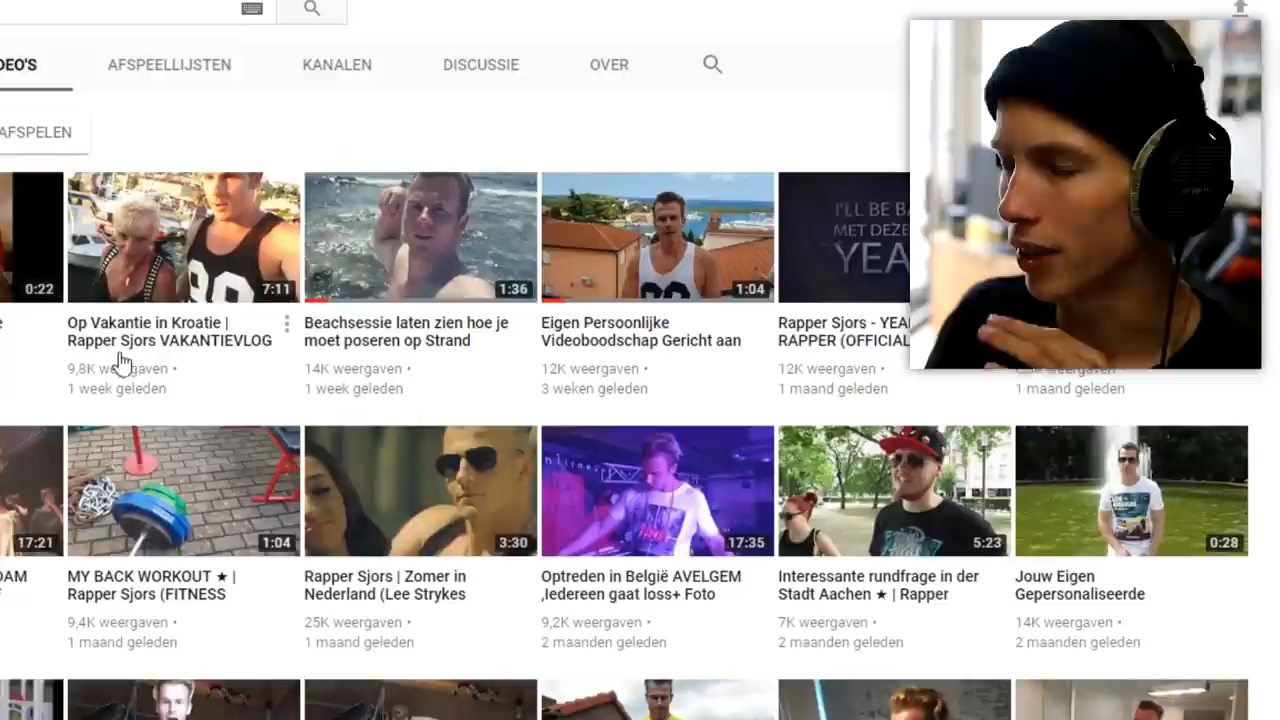 DEO'S AFSPEELLIJSTEN KANALEN DISCUSSIE OVER
AFSPELEN
I'LL BE BA
MET DEZE
YEA
0:22 7:11 1:36 1:04
Op Vakantie in Kroatie |
Rapper Sjors VAKANTIEVLOG
9,8K weergaven •
1 week geleden
Beachsessie laten zien hoe je
moet poseren op Strand
14K weergaven •
1 week geleden
Eigen Persoonlijke
Videoboodschap Gericht aan
12K weergaven •
3 weken geleden
Rapper Sjors - YEA
RAPPER (OFFICIAL
12K weergaven •
1 maand geleden
weergaven •
1 maand geleden
17:21 1:04 3:30 17:35 5:23 0:28
DAM
MY BACK WORKOUT ★ |
Rapper Sjors (FITNESS
9,4K weergaven •
1 maand geleden
Rapper Sjors | Zomer in
Nederland (Lee Strykes
25K weergaven •
1 maand geleden
Optreden in België AVELGEM
,Iedereen gaat loss+ Foto
9,2K weergaven •
2 maanden geleden
Interessante rundfrage in der
Stadt Aachen ★ | Rapper
7K weergaven •
2 maanden geleden
Jouw Eigen
Gepersonaliseerde
14K weergaven •
2 maanden geleden